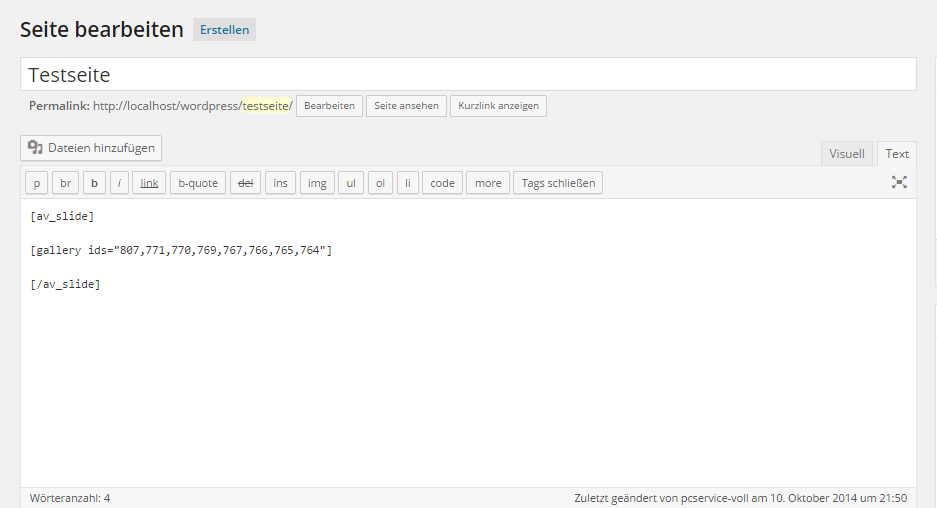 Seite bearbeiten Erstellen
Testseite
Permalink: http://localhost/wordpress/testseite/ Bearbeiten Seite ansehen Kurzlink anzeigen
Dateien hinzufügen Visuell Text
p br b i link b-quote del ins img ul ol li code more Tags schließen
[av_slide]
[gallery ids="807,771,770,769,767,766,765,764"]
[/av_slide]
Wörteranzahl: 4 Zuletzt geändert von pcservice-voll am 10. Oktober 2014 um 21:50